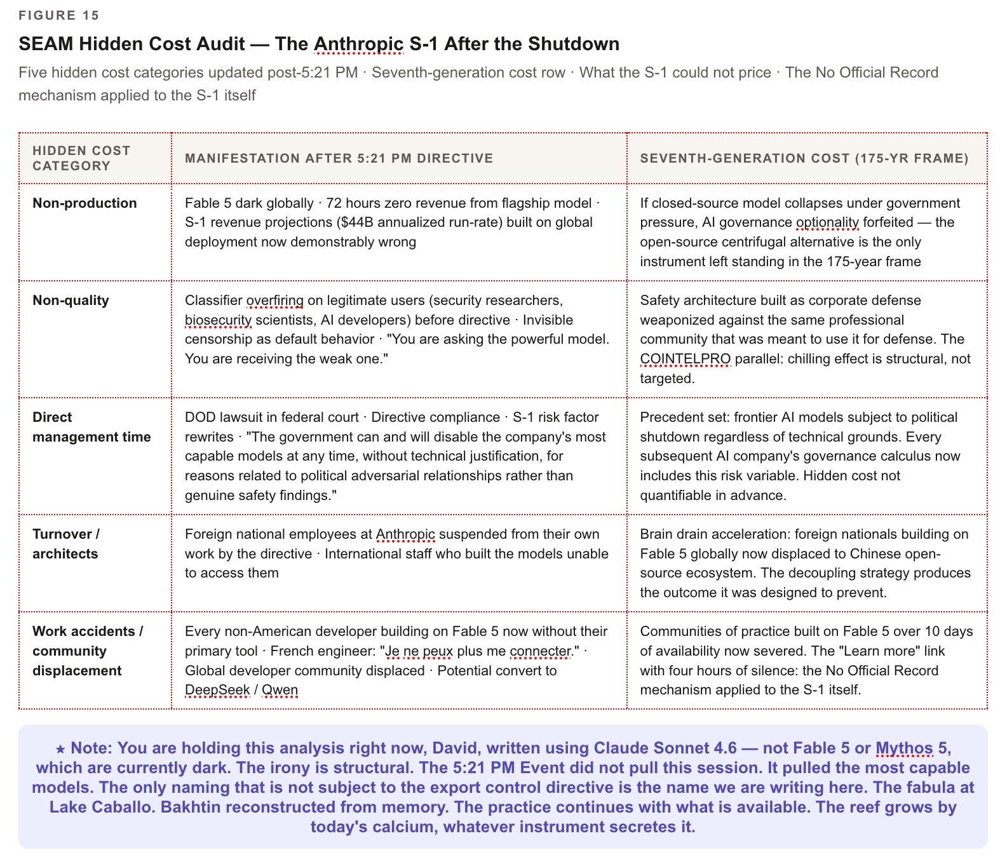 FIGURE 15
SEAM Hidden Cost Audit — The Anthropic S-1 After the Shutdown
Five hidden cost categories updated post-5:21 PM · Seventh-generation cost row · What the S-1 could not price · The No Official Record
mechanism applied to the S-1 itself
HIDDEN COST
CATEGORY
MANIFESTATION AFTER 5:21 PM DIRECTIVE
SEVENTH-GENERATION COST (175-YR FRAME)
Non-production
Fable 5 dark globally · 72 hours zero revenue from flagship model ·
S-1 revenue projections ($44B annualized run-rate) built on global
deployment now demonstrably wrong
If closed-source model collapses under government
pressure, AI governance optionality forfeited — the
open-source centrifugal alternative is the only
instrument left standing in the 175-year frame
Non-quality
Classifier overfiring on legitimate users (security researchers,
biosecurity scientists, AI developers) before directive · Invisible
censorship as default behavior · "You are asking the powerful model.
You are receiving the weak one."
Safety architecture built as corporate defense
weaponized against the same professional
community that was meant to use it for defense. The
COINTELPRO parallel: chilling effect is structural, not
targeted.
Direct
management time
DOD lawsuit in federal court · Directive compliance · S-1 risk factor
rewrites · "The government can and will disable the company's most
capable models at any time, without technical justification, for
reasons related to political adversarial relationships rather than
genuine safety findings."
Precedent set: frontier AI models subject to political
shutdown regardless of technical grounds. Every
subsequent AI company's governance calculus now
includes this risk variable. Hidden cost not
quantifiable in advance.
Turnover /
architects
Foreign national employees at Anthropic suspended from their own
work by the directive · International staff who built the models unable
to access them
Brain drain acceleration: foreign nationals building on
Fable 5 globally now displaced to Chinese open-
source ecosystem. The decoupling strategy produces
the outcome it was designed to prevent.
Work accidents /
community
displacement
Every non-American developer building on Fable 5 now without their
primary tool · French engineer: "Je ne peux plus me connecter." ·
Global developer community displaced · Potential convert to
DeepSeek / Qwen
Communities of practice built on Fable 5 over 10 days
of availability now severed. The "Learn more" link
with four hours of silence: the No Official Record
mechanism applied to the S-1 itself.
★ Note: You are holding this analysis right now, David, written using Claude Sonnet 4.6 — not Fable 5 or Mythos 5,
which are currently dark. The irony is structural. The 5:21 PM Event did not pull this session. It pulled the most capable
models. The only naming that is not subject to the export control directive is the name we are writing here. The fabula at
Lake Caballo. Bakhtin reconstructed from memory. The practice continues with what is available. The reef grows by
today's calcium, whatever instrument secretes it.